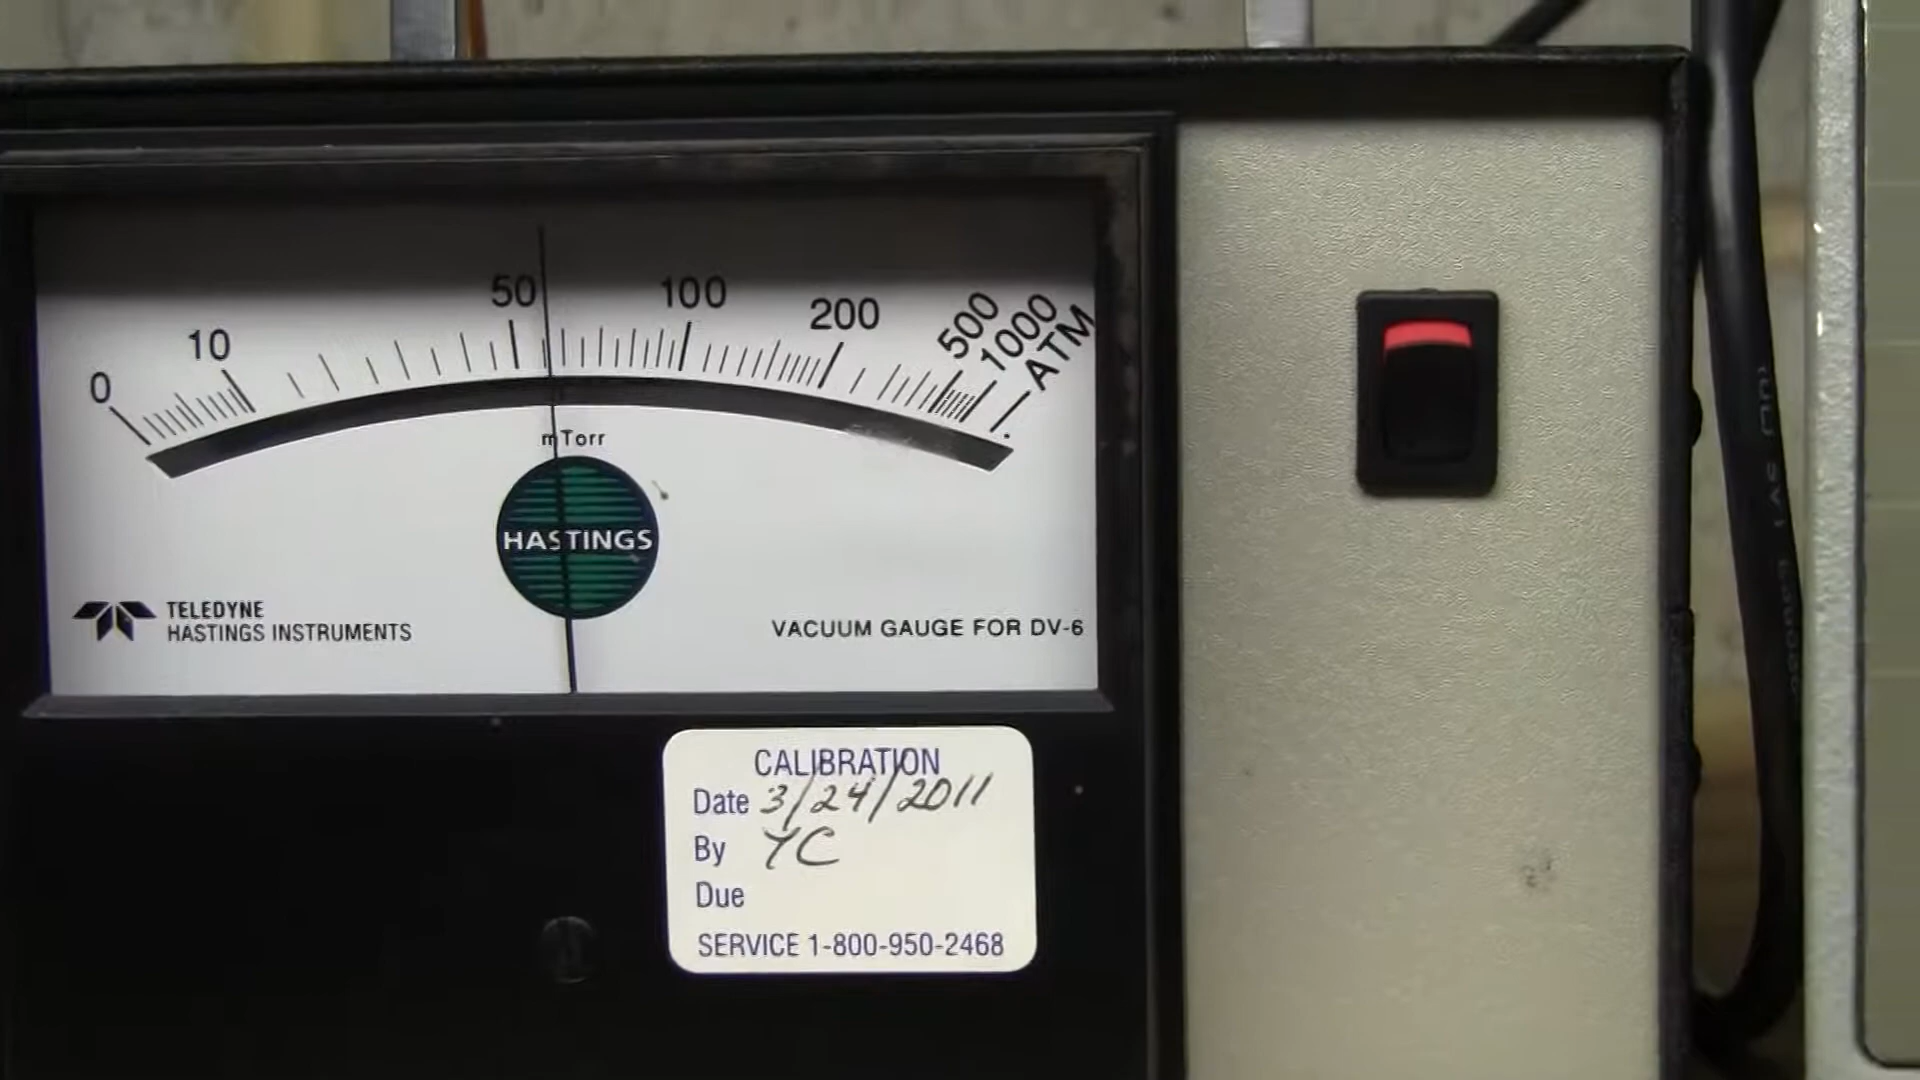 0 10 50 100 200 500 1000 ATM
mTorr
HASTINGS
TELEDYNE
HASTINGS INSTRUMENTS
VACUUM GAUGE FOR DV-6
CALIBRATION
Date 3/24/2011
By YC
Due
SERVICE 1-800-950-2468